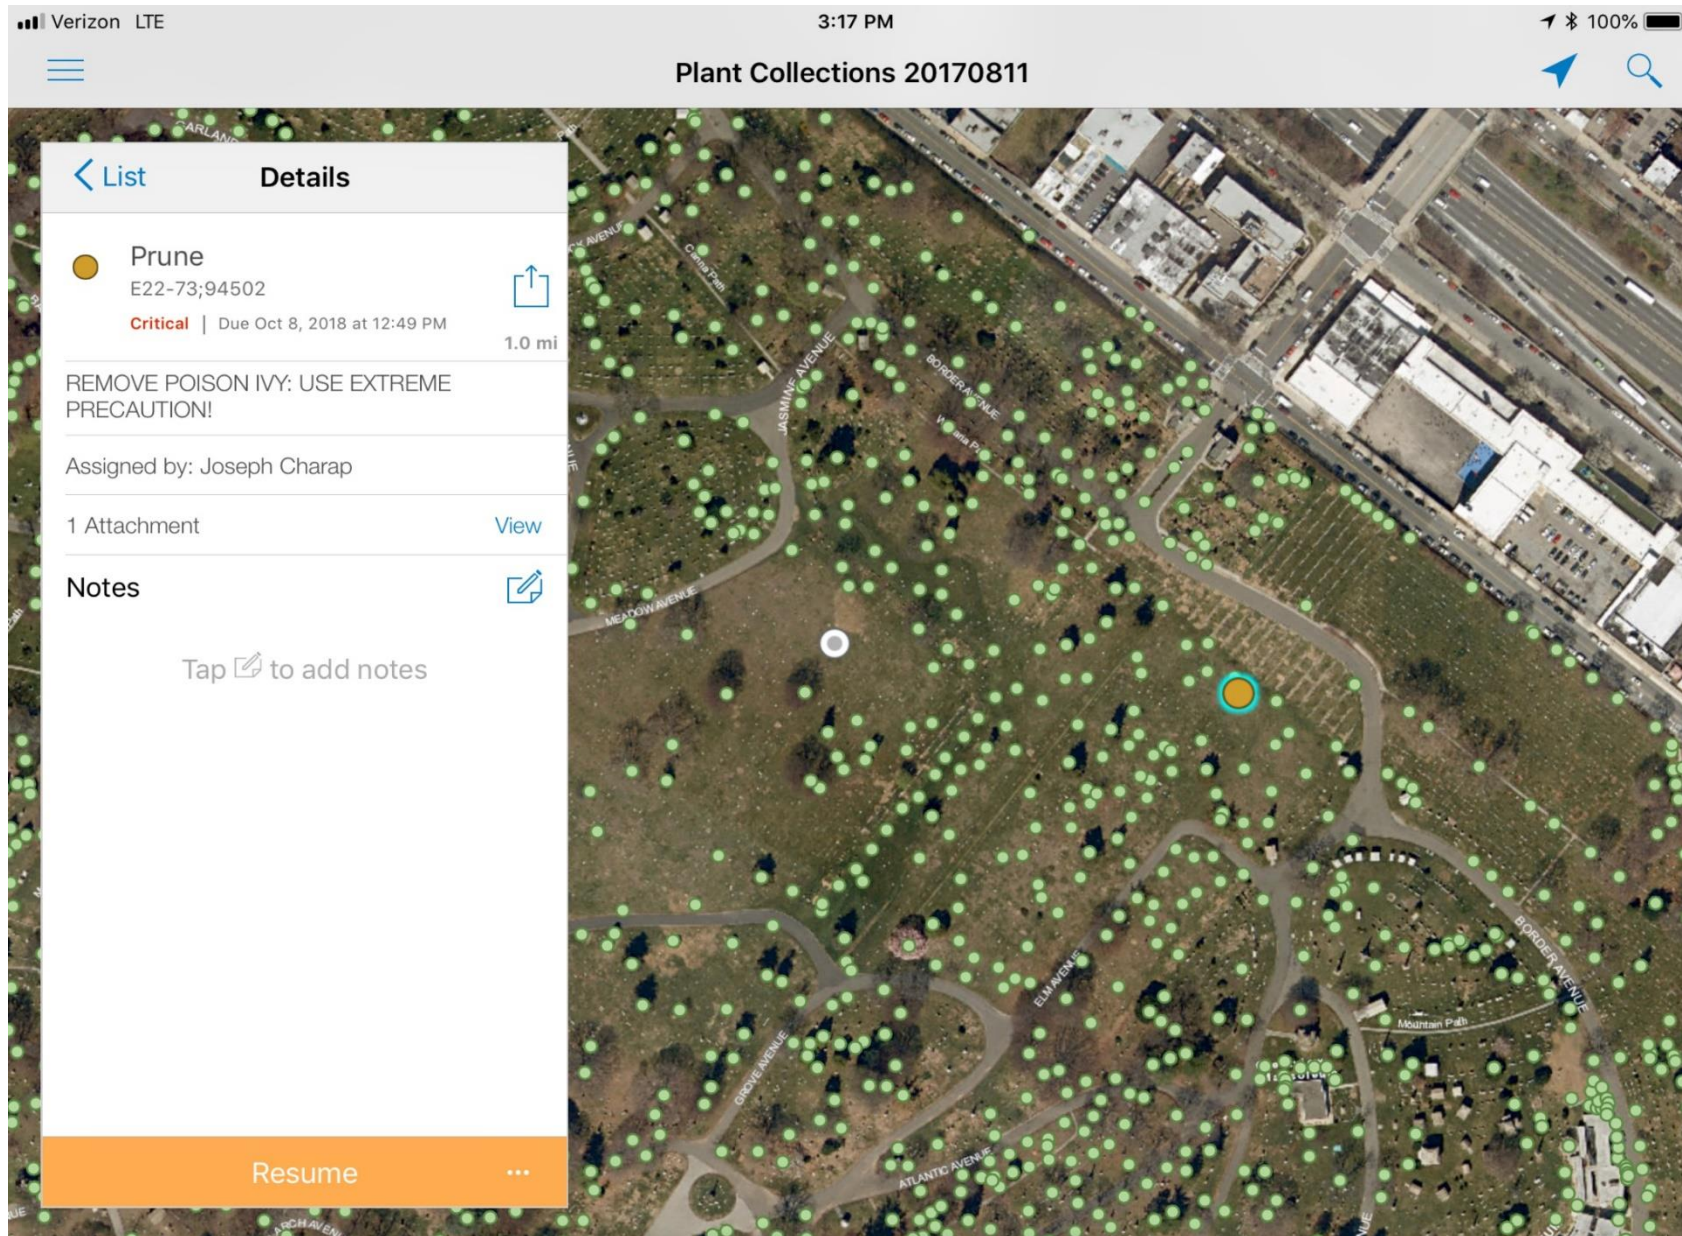 Verizon LTE
3:17 PM
100%
Plant Collections 20170811
List
Details
Prune
E22-73;94502
Critical | Due Oct 8, 2018 at 12:49 PM
1.0 mi
REMOVE POISON IVY: USE EXTREME
PRECAUTION!
Assigned by: Joseph Charap
1 Attachment
View
Notes
Tap to add notes
Resume
...
Canna Path
JASMINE AVENUE
BORDER AVENUE
MEADOW AVENUE
ELM AVENUE
BORDER AVENUE
Mountain Path
GROVE AVENUE
ATLANTIC AVENUE